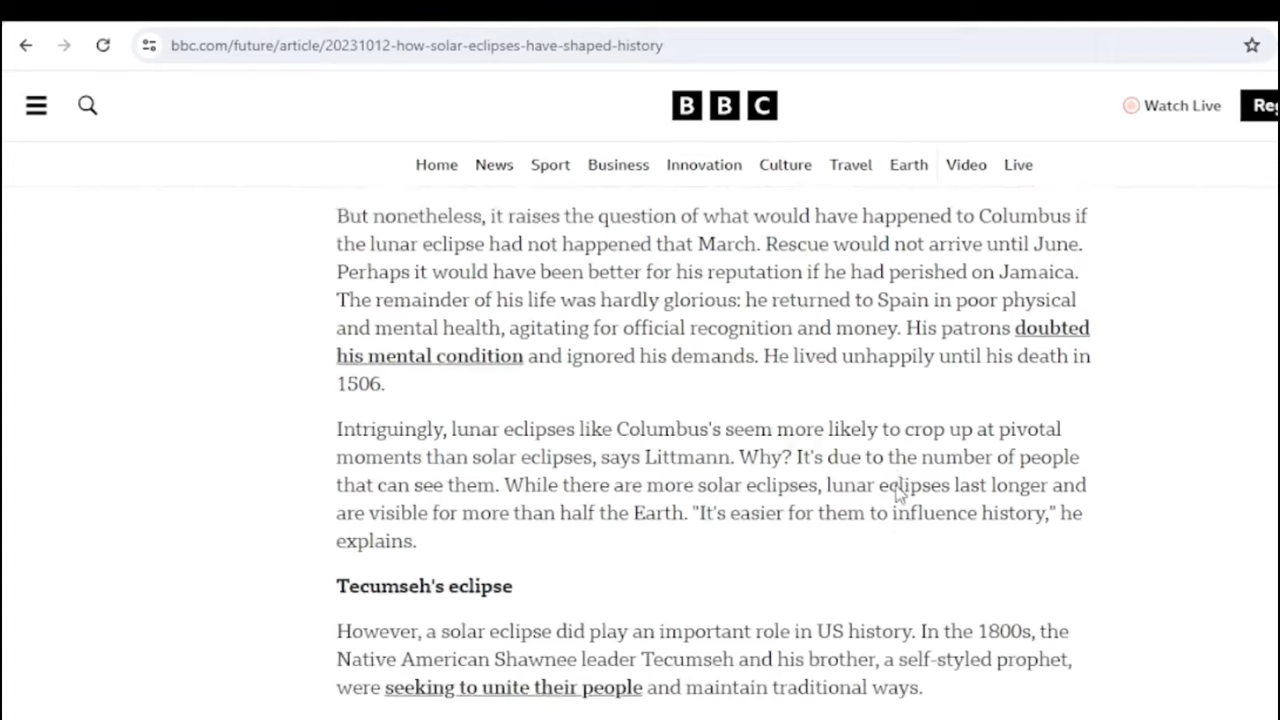 bbc.com/future/article/20231012-how-solar-eclipses-have-shaped-history
BBC
Watch Live
Reg
Home News Sport Business Innovation Culture Travel Earth Video Live
But nonetheless, it raises the question of what would have happened to Columbus if
the lunar eclipse had not happened that March. Rescue would not arrive until June.
Perhaps it would have been better for his reputation if he had perished on Jamaica.
The remainder of his life was hardly glorious: he returned to Spain in poor physical
and mental health, agitating for official recognition and money. His patrons doubted
his mental condition and ignored his demands. He lived unhappily until his death in
1506.
Intriguingly, lunar eclipses like Columbus's seem more likely to crop up at pivotal
moments than solar eclipses, says Littmann. Why? It's due to the number of people
that can see them. While there are more solar eclipses, lunar eclipses last longer and
are visible for more than half the Earth. "It's easier for them to influence history," he
explains.
Tecumseh's eclipse
However, a solar eclipse did play an important role in US history. In the 1800s, the
Native American Shawnee leader Tecumseh and his brother, a self-styled prophet,
were seeking to unite their people and maintain traditional ways.